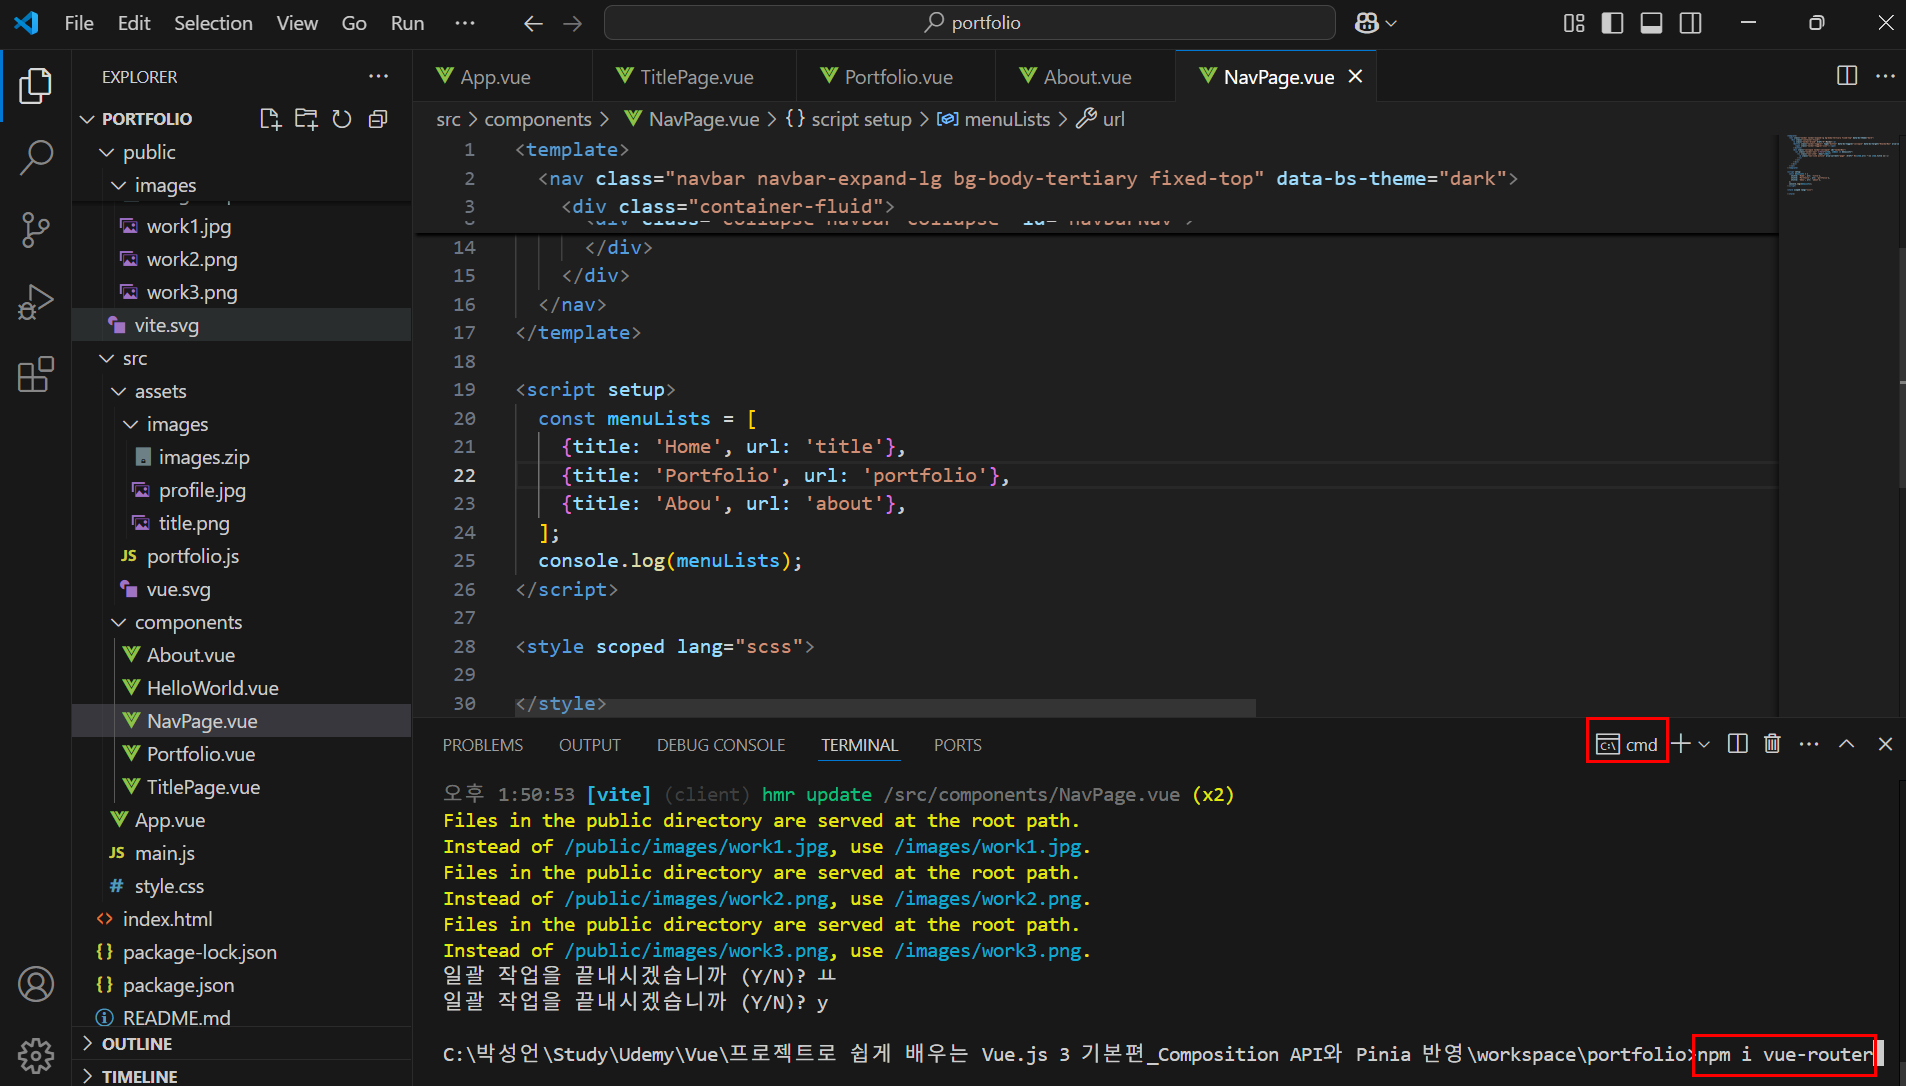 File Edit Selection View Go Run ··· portfolio
EXPLORER ···
PORTFOLIO
public
images
work1.jpg
work2.png
work3.png
vite.svg
src
assets
images
images.zip
profile.jpg
title.png
JS portfolio.js
vue.svg
components
About.vue
HelloWorld.vue
NavPage.vue
Portfolio.vue
TitlePage.vue
App.vue
JS main.js
# style.css
<> index.html
{} package-lock.json
{} package.json
README.md
OUTLINE
TIMELINE
App.vue TitlePage.vue Portfolio.vue About.vue NavPage.vue
src > components > NavPage.vue > {} script setup > menuLists > url
1 <template>
2 <nav class="navbar navbar-expand-lg bg-body-tertiary fixed-top" data-bs-theme="dark">
3 <div class="container-fluid">
<div class="collapse navbar-collapse" id="navbarNav">
14 </div>
15 </div>
16 </nav>
17 </template>
18
19 <script setup>
20 const menuLists = [
21 {title: 'Home', url: 'title'},
22 {title: 'Portfolio', url: 'portfolio'},
23 {title: 'Abou', url: 'about'},
24 ];
25 console.log(menuLists);
26 </script>
27
28 <style scoped lang="scss">
29
30 </style>
PROBLEMS OUTPUT DEBUG CONSOLE TERMINAL PORTS cmd
오후 1:50:53 [vite] (client) hmr update /src/components/NavPage.vue (x2)
Files in the public directory are served at the root path.
Instead of /public/images/work1.jpg, use /images/work1.jpg.
Files in the public directory are served at the root path.
Instead of /public/images/work2.png, use /images/work2.png.
Files in the public directory are served at the root path.
Instead of /public/images/work3.png, use /images/work3.png.
일괄 작업을 끝내시겠습니까 (Y/N)? ㅛ
일괄 작업을 끝내시겠습니까 (Y/N)? y
C:\박성언\Study\Udemy\Vue\프로젝트로 쉽게 배우는 Vue.js 3 기본편_Composition API와 Pinia 반영\workspace\portfolio>npm i vue-router